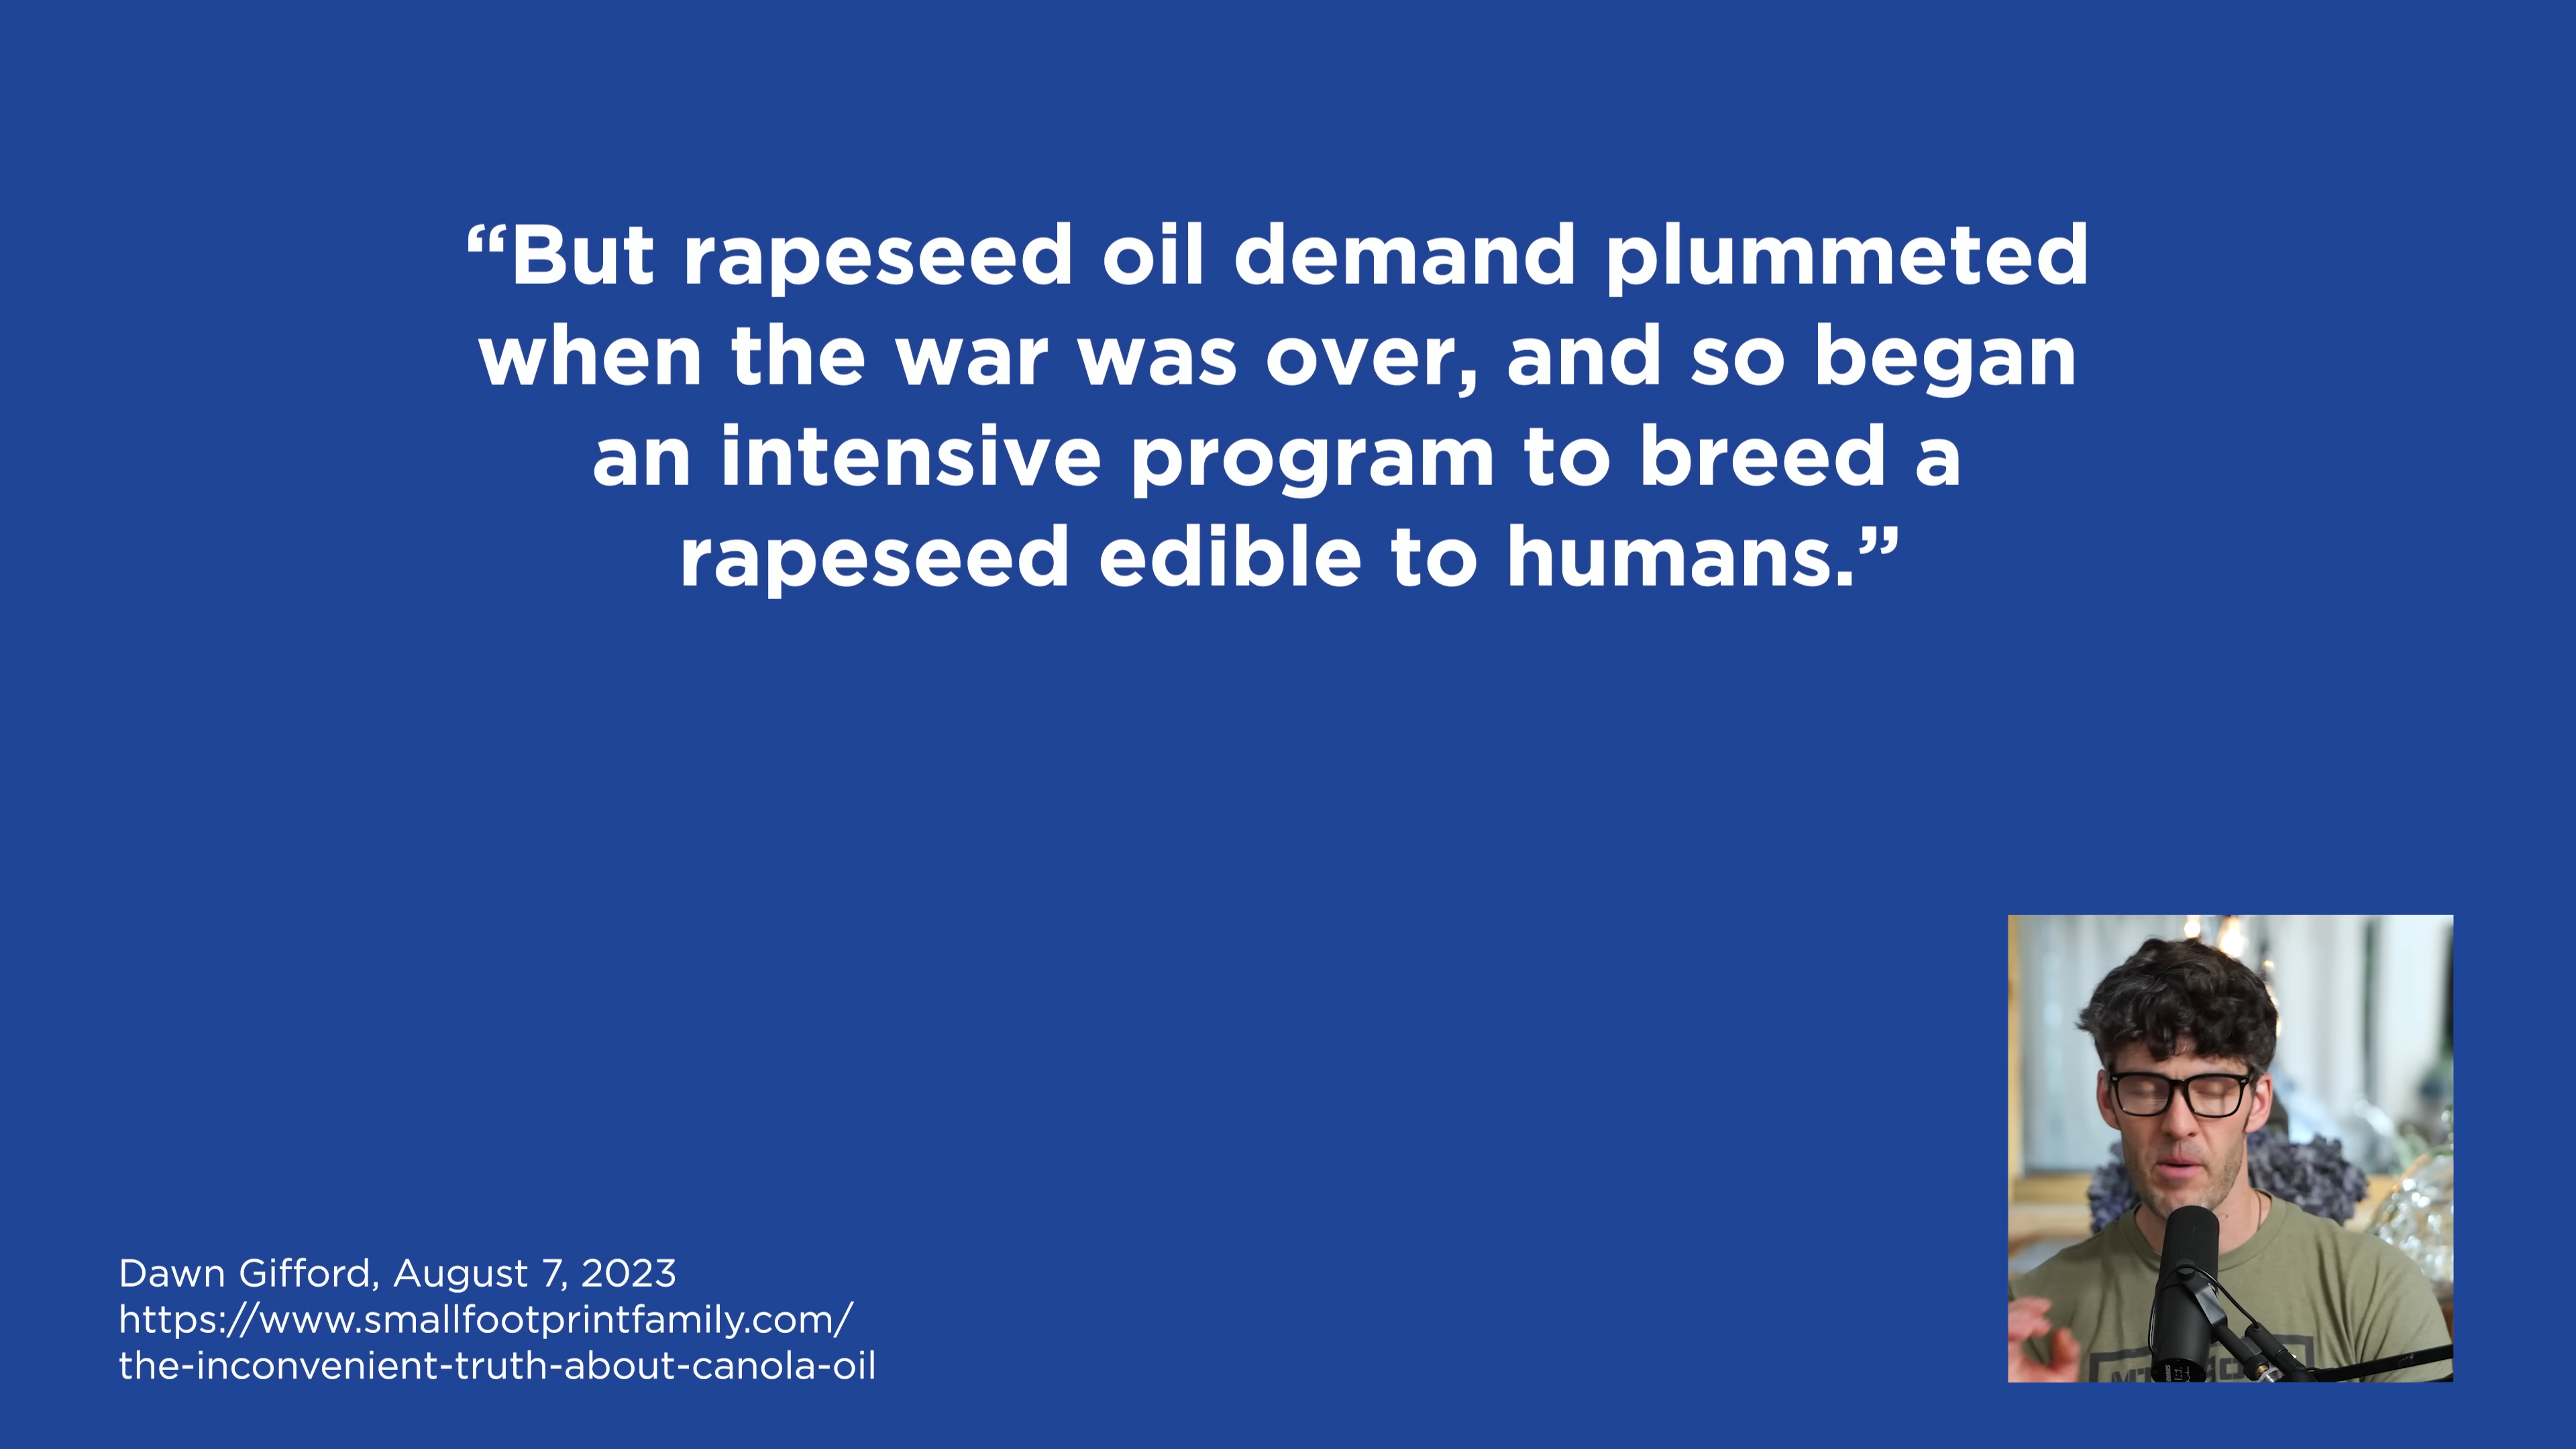 “But rapeseed oil demand plummeted
when the war was over, and so began
an intensive program to breed a
rapeseed edible to humans.”
Dawn Gifford, August 7, 2023
https://www.smallfootprintfamily.com/
the-inconvenient-truth-about-canola-oil